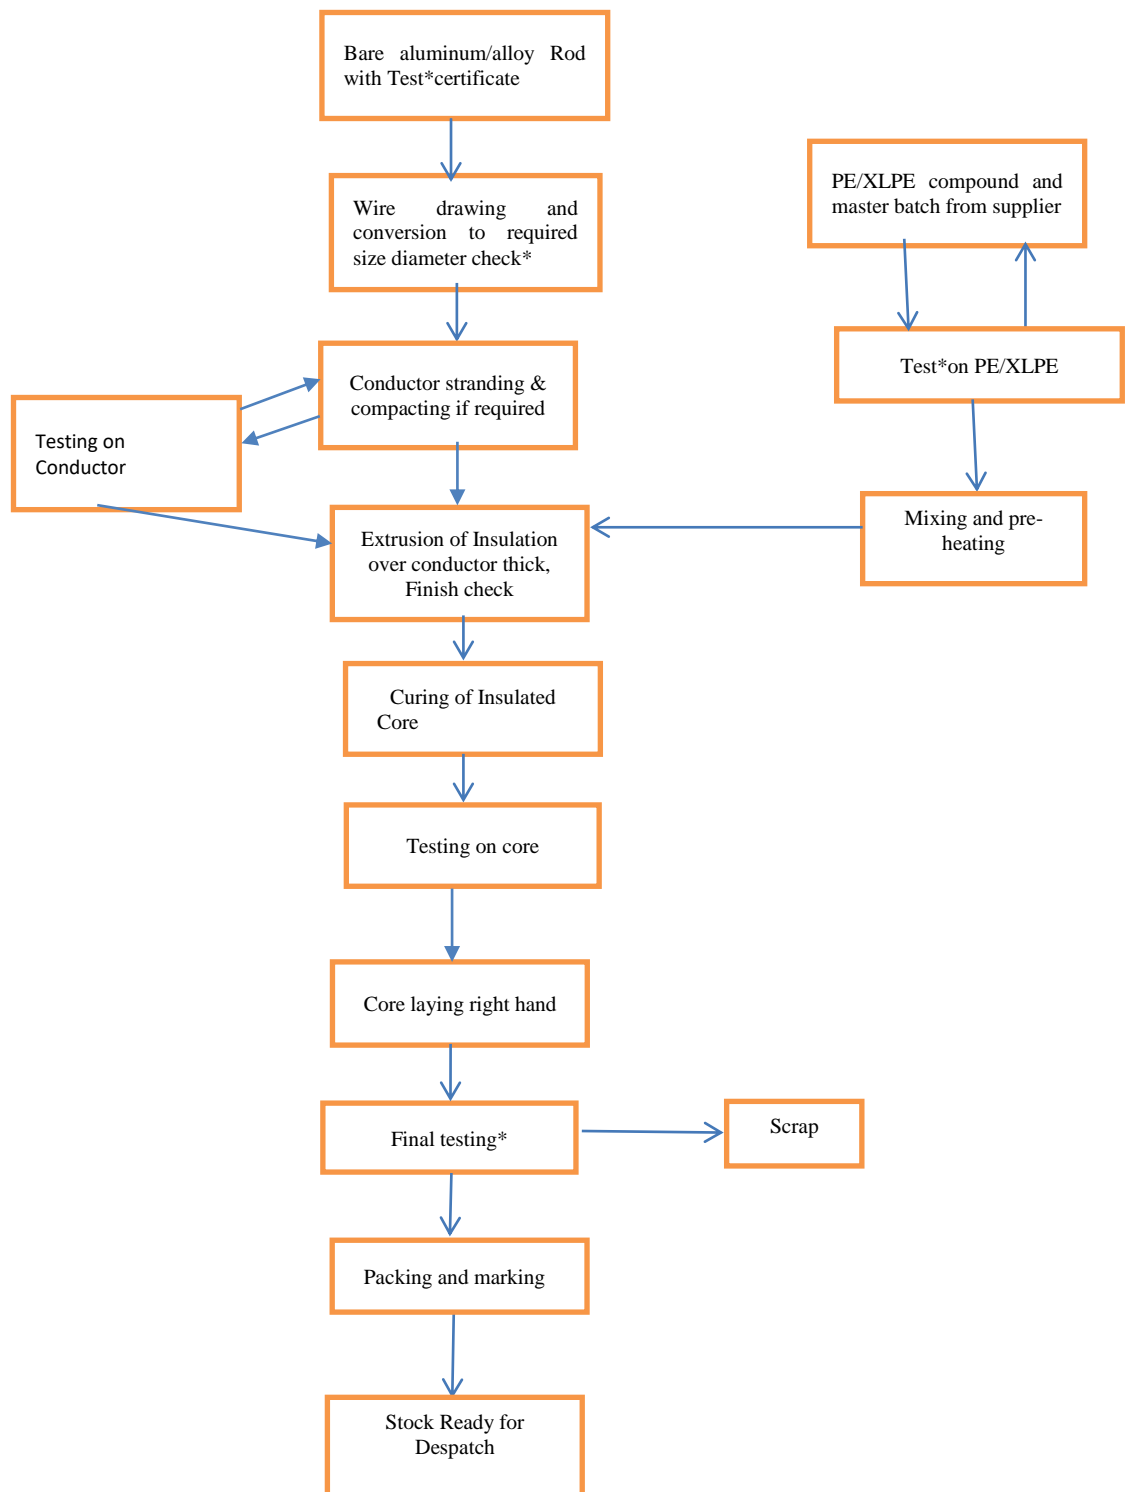 Bare aluminum/alloy Rod
with Test*certificate
PE/XLPE compound and
master batch from supplier
Wire drawing and
conversion to required
size diameter check*
Test*on PE/XLPE
Conductor stranding &
compacting if required
Testing on
Conductor
Mixing and pre-
heating
Extrusion of Insulation
over conductor thick,
Finish check
Curing of Insulated
Core
Testing on core
Core laying right hand
Final testing*
Scrap
Packing and marking
Stock Ready for
Despatch